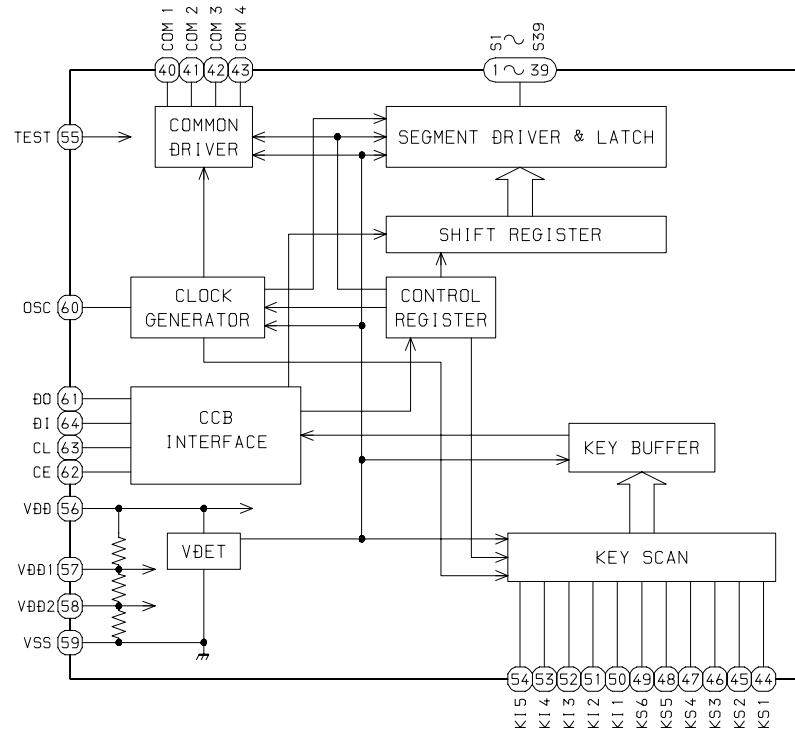 COM 1
COM 2
COM 3
COM 4
S1 ~ S39
40
41
42
43
1 ~ 39
TEST
55
COMMON
DRIVER
SEGMENT DRIVER & LATCH
SHIFT REGISTER
OSC
60
CLOCK
GENERATOR
CONTROL
REGISTER
DO
61
DI
64
CL
63
CE
62
CCB
INTERFACE
KEY BUFFER
VDD
56
VDET
KEY SCAN
VDD1
57
VDD2
58
VSS
59
54
53
52
51
50
49
48
47
46
45
44
KI5
KI4
KI3
KI2
KI1
KS6
KS5
KS4
KS3
KS2
KS1